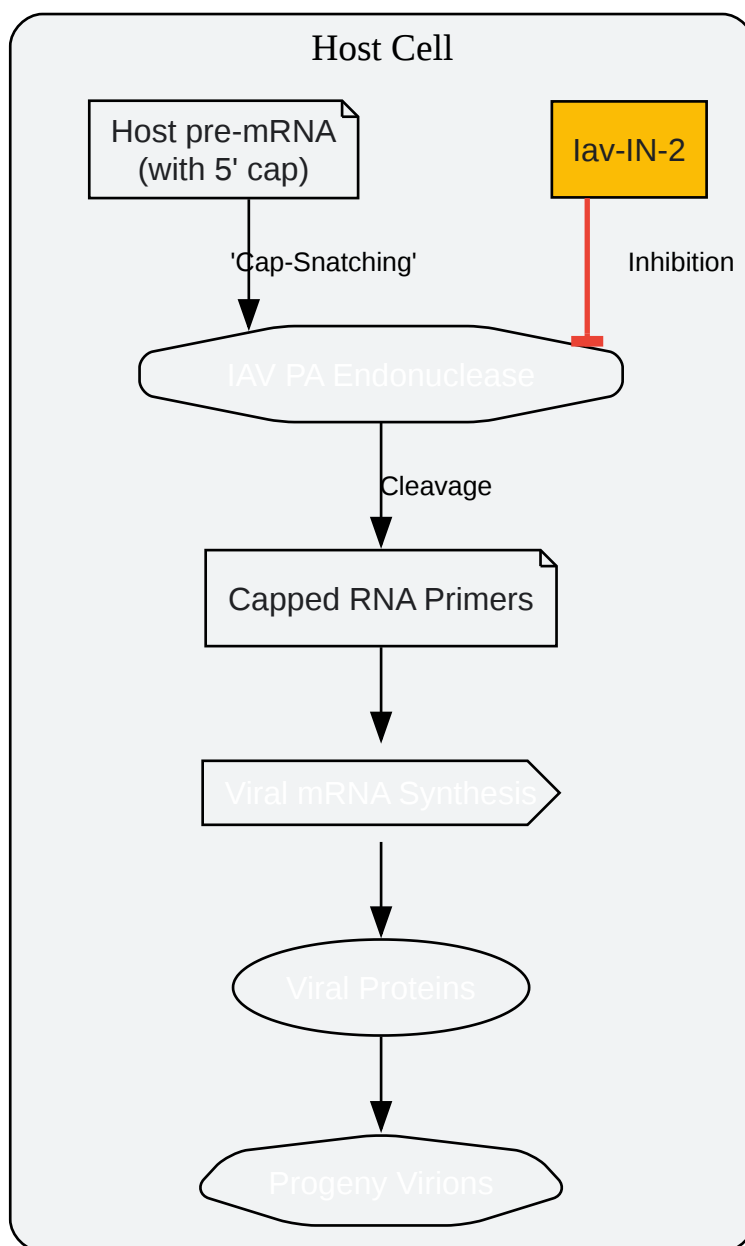 Host Cell
Host pre-mRNA
(with 5' cap)
Iav-IN-2
'Cap-Snatching'
Inhibition
IAV PA Endonuclease
Cleavage
Capped RNA Primers
Viral mRNA Synthesis
Viral Proteins
Progeny Virions